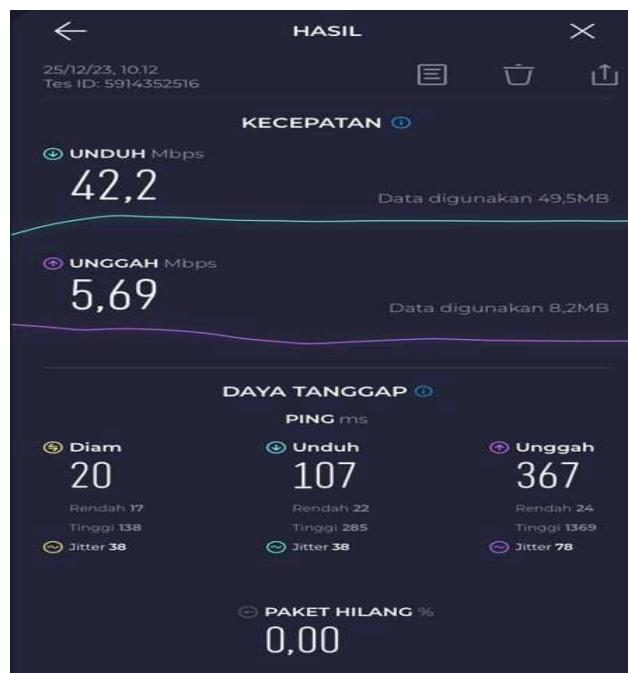 HASIL
25/12/23, 10.12
Tes ID: 5914352516
KECEPATAN
UNDUH Mbps
42,2
Data digunakan 49,5MB
UNGGAH Mbps
5,69
Data digunakan 8,2MB
DAYA TANGGAP
PING ms
Diam Unduh Unggah
20 107 367
Rendah 17 Rendah 22 Rendah 24
Tinggi 138 Tinggi 285 Tinggi 1369
Jitter 38 Jitter 38 Jitter 78
PAKET HILANG %
0,00